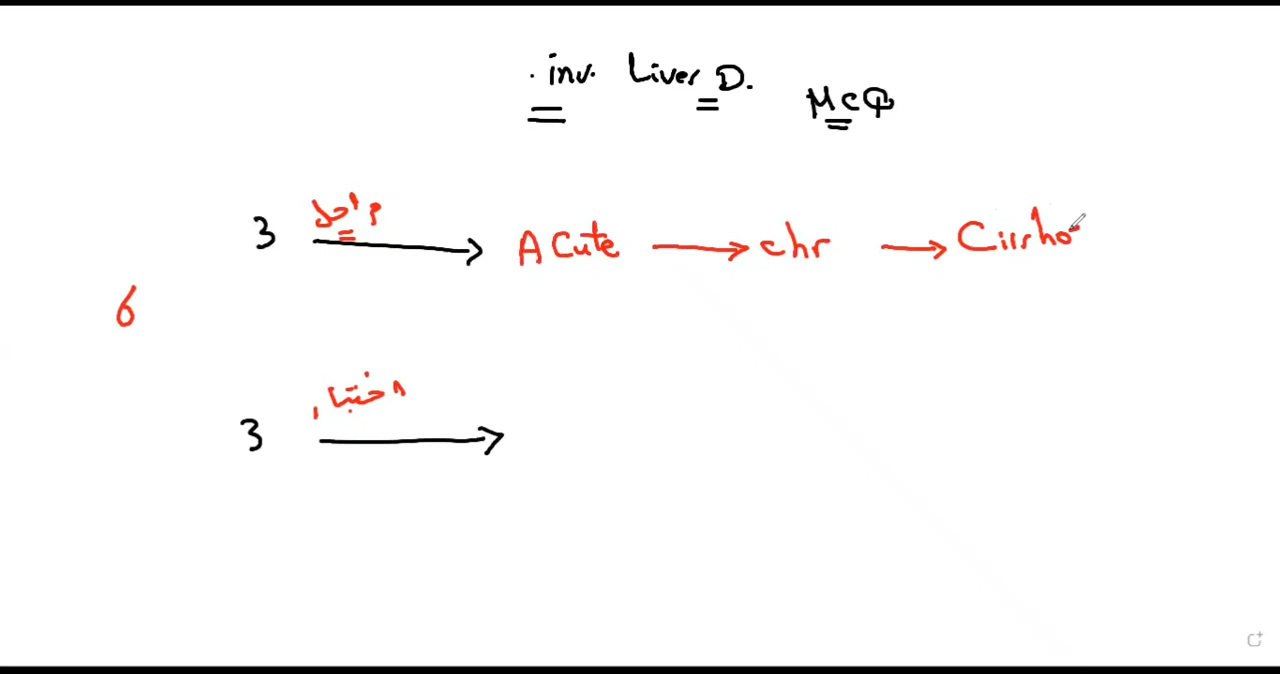 . inv. Liver D.
MCQ
3 مراحل Acute → chr → Cirrho
6
3 اختبار →